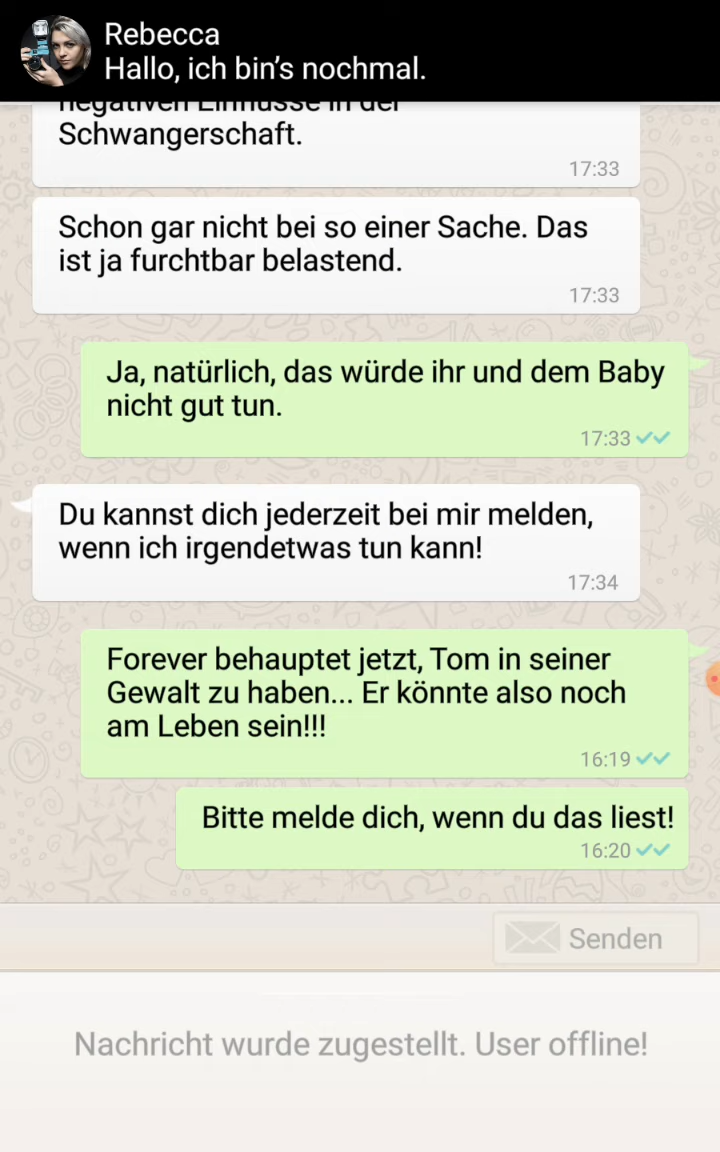 Rebecca
Hallo, ich bin’s nochmal.
negativen Einflüsse in der
Schwangerschaft.
17:33
Schon gar nicht bei so einer Sache. Das
ist ja furchtbar belastend.
17:33
Ja, natürlich, das würde ihr und dem Baby
nicht gut tun.
17:33
Du kannst dich jederzeit bei mir melden,
wenn ich irgendetwas tun kann!
17:34
Forever behauptet jetzt, Tom in seiner
Gewalt zu haben... Er könnte also noch
am Leben sein!!!
16:19
Bitte melde dich, wenn du das liest!
16:20
Senden
Nachricht wurde zugestellt. User offline!